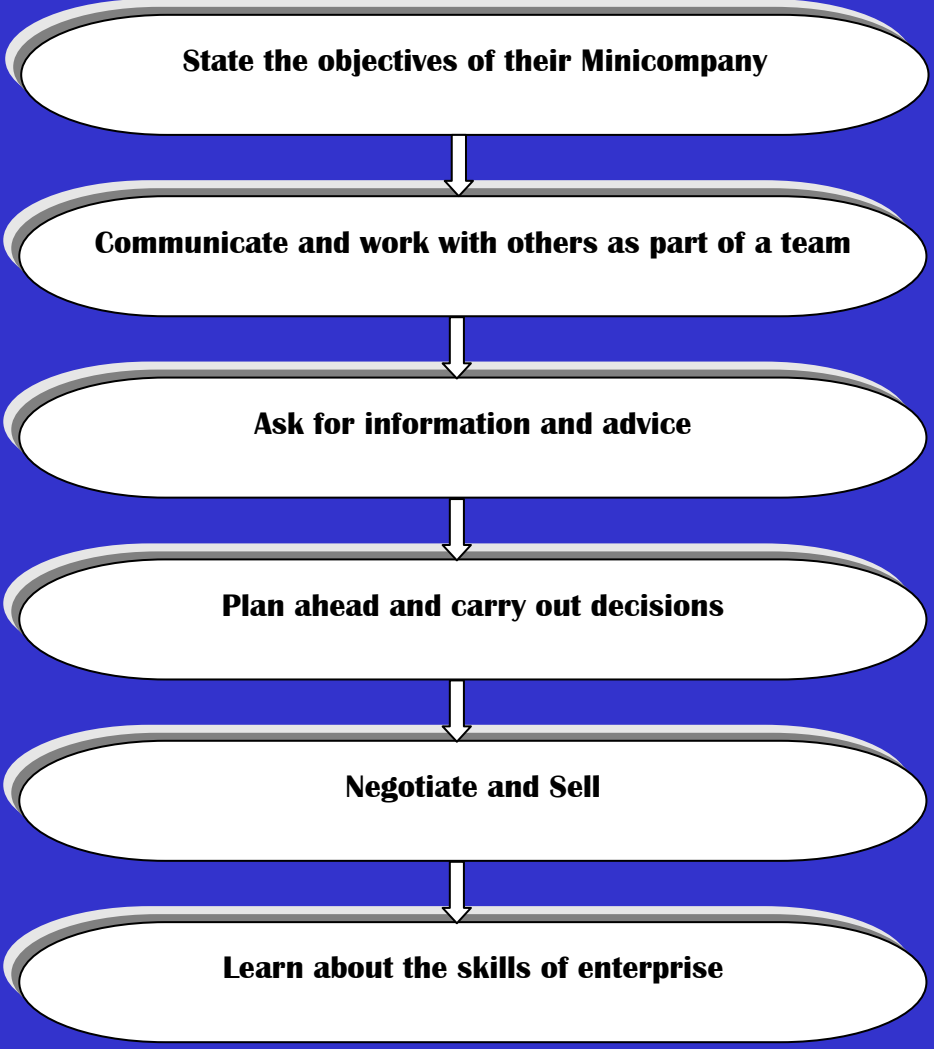 State the objectives of their Minicompany
Communicate and work with others as part of a team
Ask for information and advice
Plan ahead and carry out decisions
Negotiate and Sell
Learn about the skills of enterprise